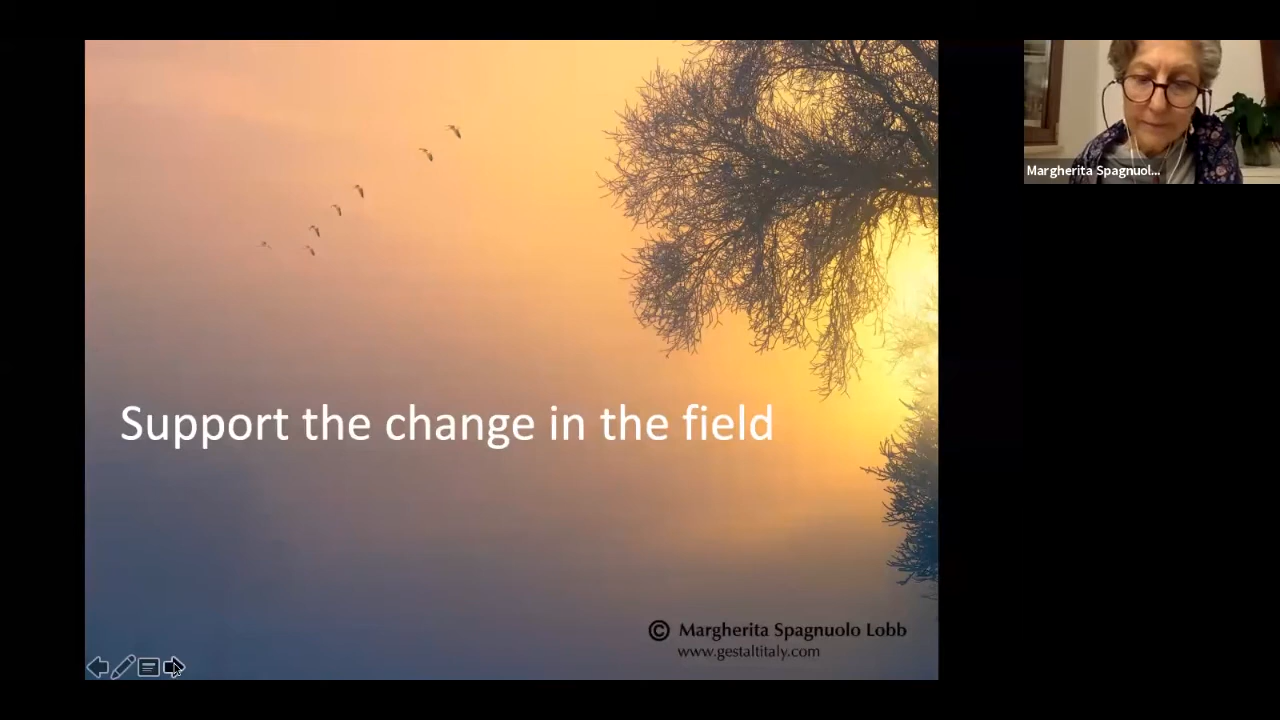 Margherita Spagnuol...
Support the change in the field
© Margherita Spagnuolo Lobb
www.gestaltitaly.com